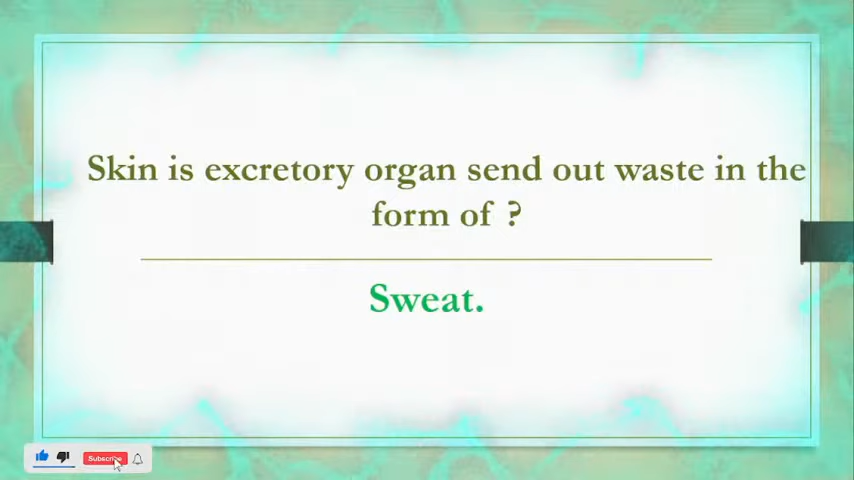 Skin is excretory organ send out waste in the
form of ?
Sweat.
Subscribe